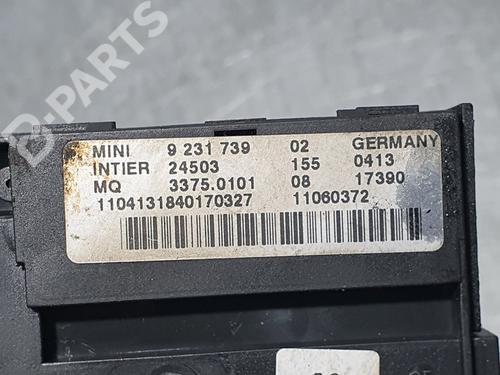 B-PARTS
MINI 9 231 739 02 GERMANY
INTIER 24503 155 0413
MQ 3375.0101 08 17390
1104131840170327 11060372